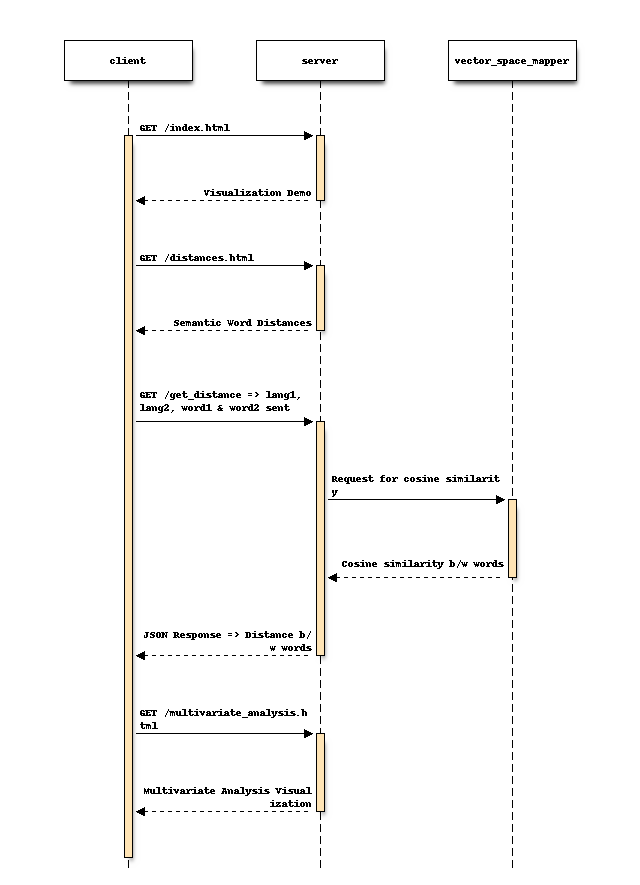 client
server
vector_space_mapper
GET /index.html
Visualization Demo
GET /distances.html
Semantic Word Distances
GET /get_distance => lang1,
lang2, word1 & word2 sent
Request for cosine similarit
y
Cosine similarity b/w words
JSON Response => Distance b/
w words
GET /multivariate_analysis.h
tml
Multivariate Analysis Visual
ization